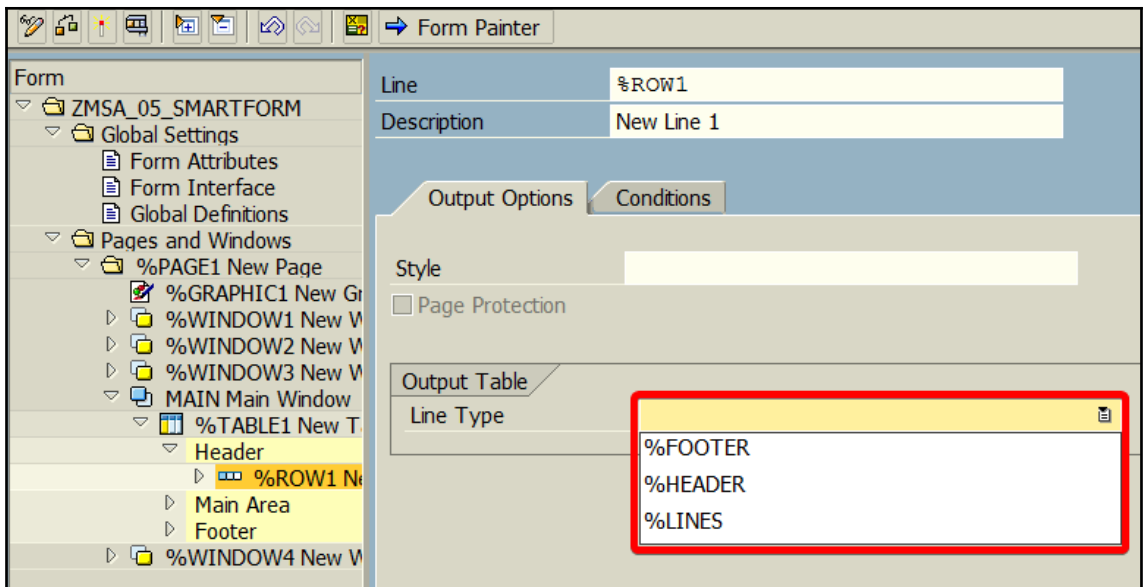 Form Painter
Form
ZMSA_05_SMARTFORM
Global Settings
Form Attributes
Form Interface
Global Definitions
Pages and Windows
%PAGE1 New Page
%GRAPHIC1 New Gr
%WINDOW1 New W
%WINDOW2 New W
%WINDOW3 New W
MAIN Main Window
%TABLE1 New T
Header
%ROW1 Ne
Main Area
Footer
%WINDOW4 New W
Line %ROW1
Description New Line 1
Output Options Conditions
Style
Page Protection
Output Table
Line Type
%FOOTER
%HEADER
%LINES